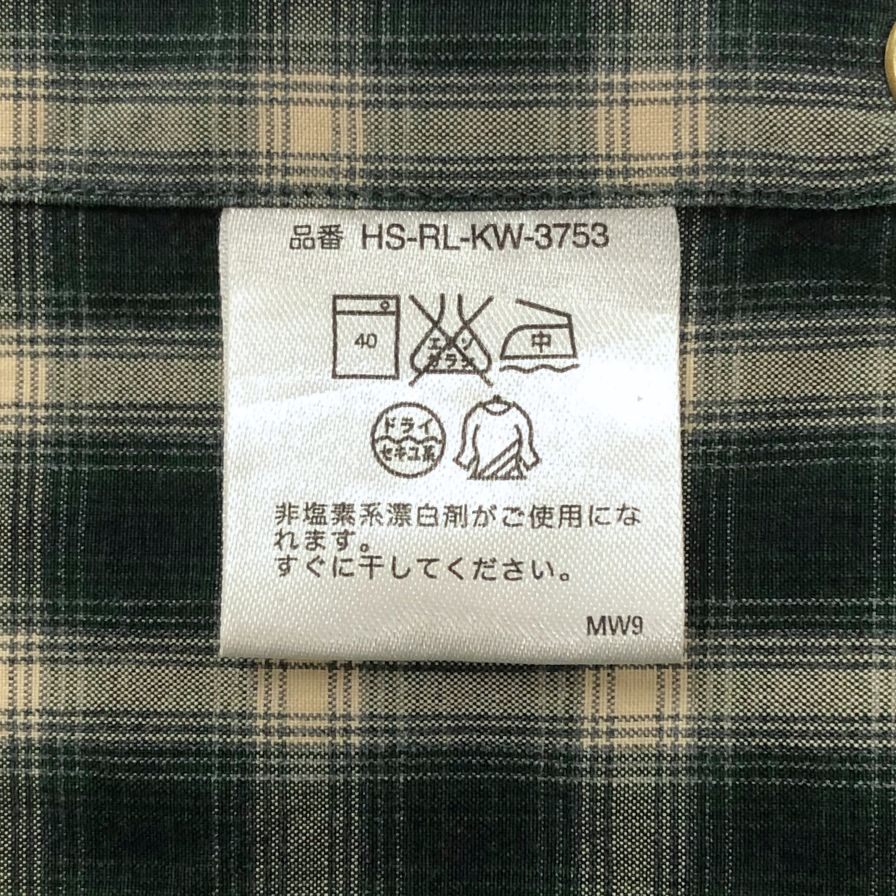 品番 HS-RL-KW-3753
40
エンソ
サラシ
中
ドライ
セキユ系
非塩素系漂白剤がご使用にな
れます。
すぐに干してください。
MW9